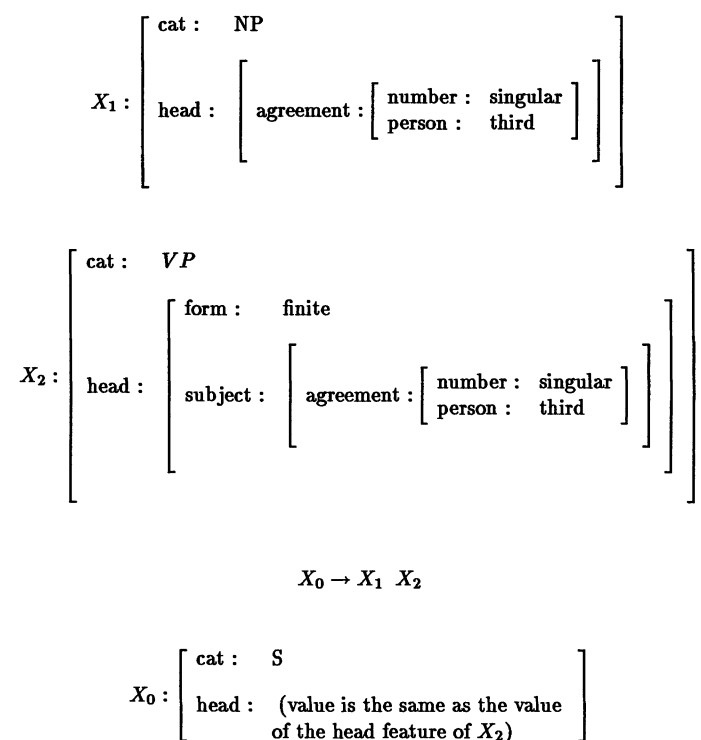 cat : NP
X₁ : head : agreement : number : singular
person : third
cat : VP
form : finite
X₂ : head : subject : agreement : number : singular
person : third
X₀ → X₁ X₂
cat : S
X₀ : head : (value is the same as the value
of the head feature of X₂)